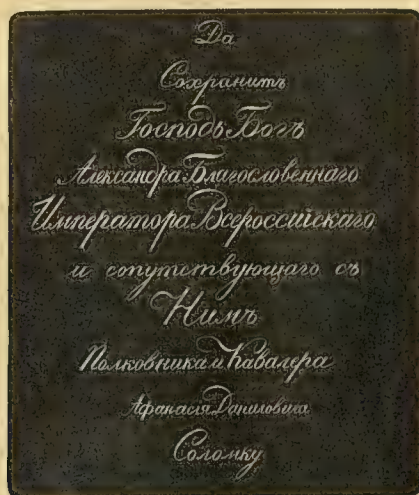 Да
Сохранитъ
Господь Богъ
Александра Благословеннаго
Императора Всероссійскаго
и сопутствующаго съ
Нимъ
Полковника и Кавалера
Афанасія Даниловича
Соломку